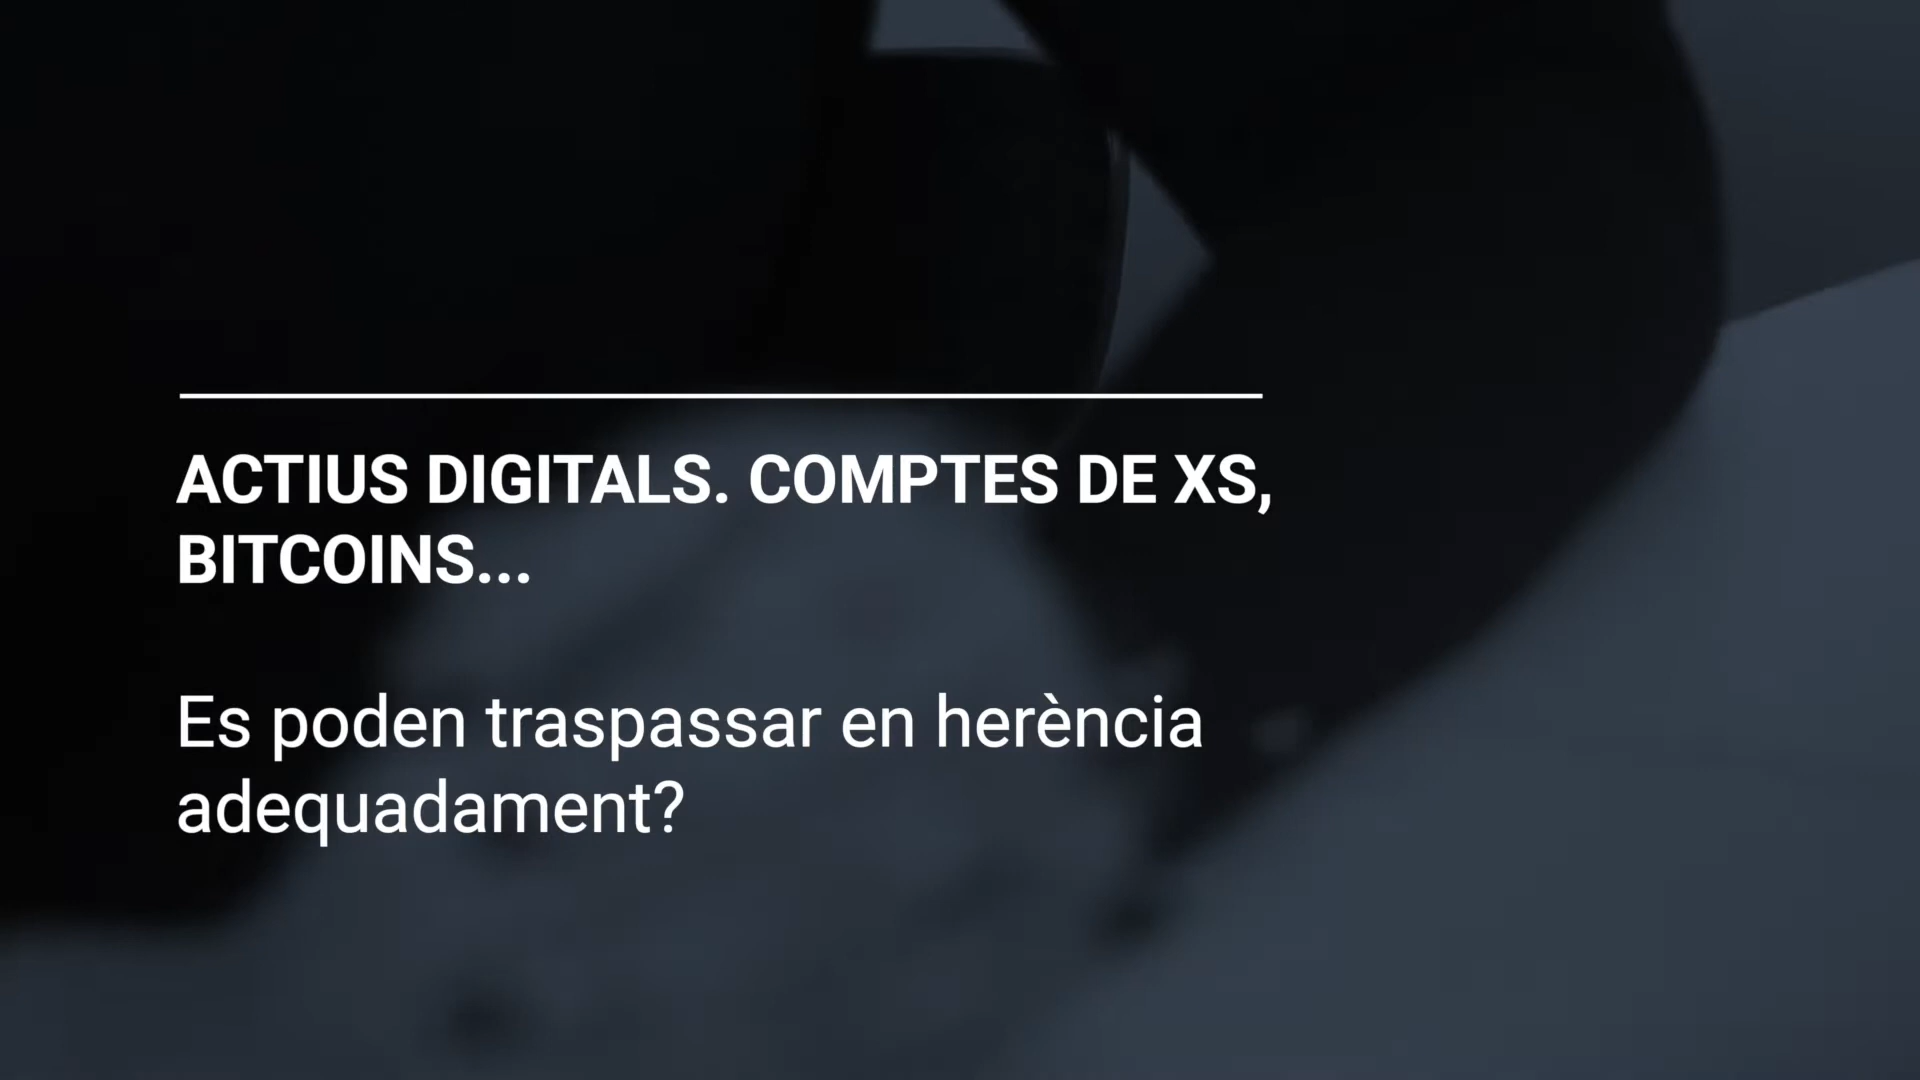 ACTIUS DIGITALS. COMPTES DE XS,
BITCOINS...
Es poden traspassar en herència
adequadament?